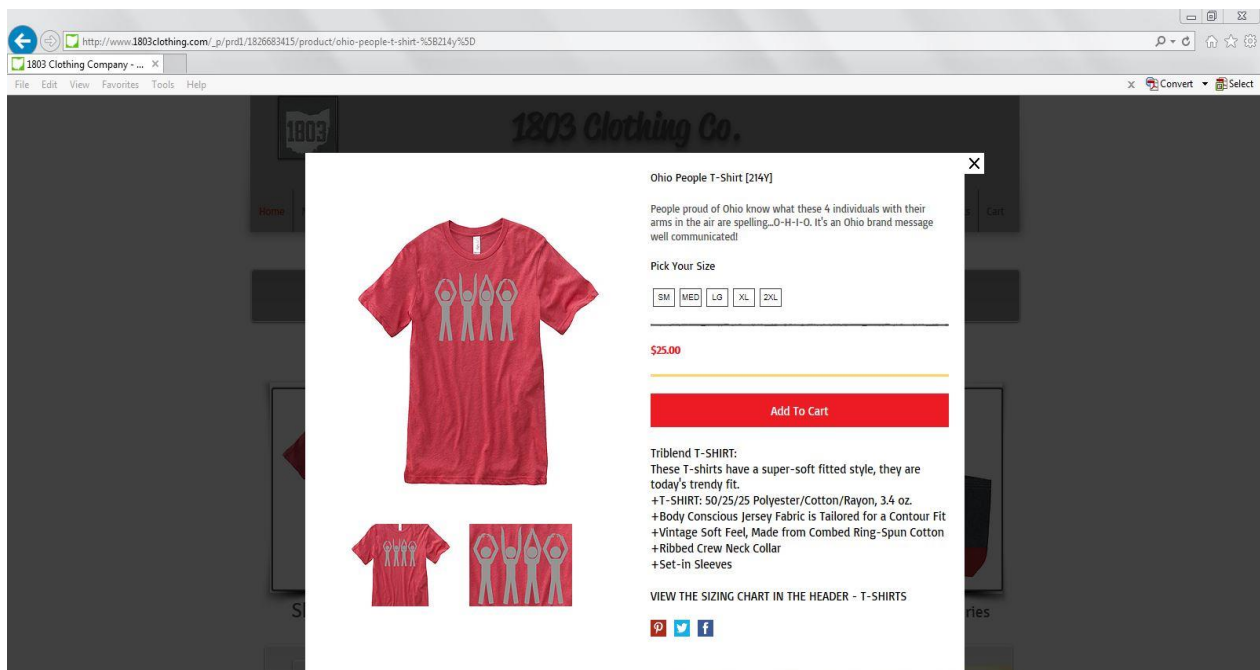 http://www.1803clothing.com/_p/prd1/1826683415/product/ohio-people-t-shirt-%5B214y%5D
1803 Clothing Company - ...
File Edit View Favorites Tools Help
Convert
Select
1803
1803 Clothing Co.
Home
Cart
Ohio People T-Shirt [214Y]
People proud of Ohio know what these 4 individuals with their
arms in the air are spelling...O-H-I-O. It's an Ohio brand message
well communicated!
Pick Your Size
SM MED LG XL 2XL
$25.00
Add To Cart
Triblend T-SHIRT:
These T-shirts have a super-soft fitted style, they are
today's trendy fit.
+T-SHIRT: 50/25/25 Polyester/Cotton/Rayon, 3.4 oz.
+Body Conscious Jersey Fabric is Tailored for a Contour Fit
+Vintage Soft Feel, Made from Combed Ring-Spun Cotton
+Ribbed Crew Neck Collar
+Set-in Sleeves
VIEW THE SIZING CHART IN THE HEADER - T-SHIRTS